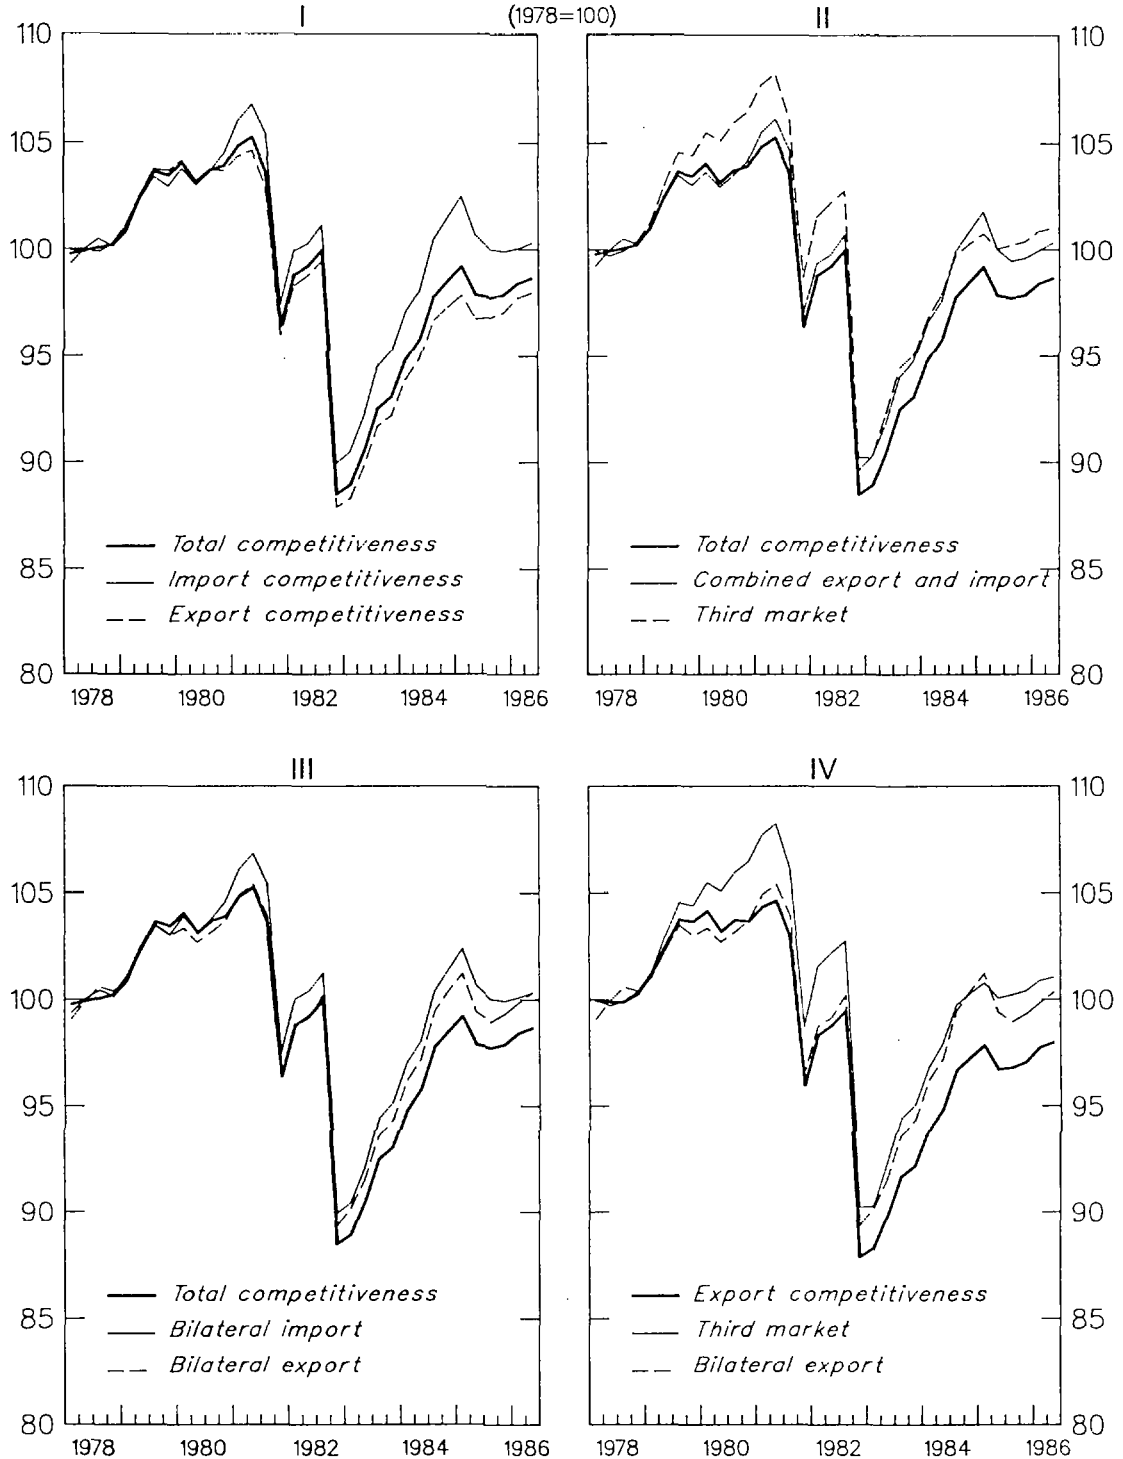 I (1978=100) II
110
105
100
95
90
85
80
Total competitiveness
Import competitiveness
Export competitiveness
1978 1980 1982 1984 1986
110
105
100
95
90
85
80
Total competitiveness
Combined export and import
Third market
1978 1980 1982 1984 1986
III
110
105
100
95
90
85
80
Total competitiveness
Bilateral import
Bilateral export
1978 1980 1982 1984 1986
IV
110
105
100
95
90
85
80
Export competitiveness
Third market
Bilateral export
1978 1980 1982 1984 1986